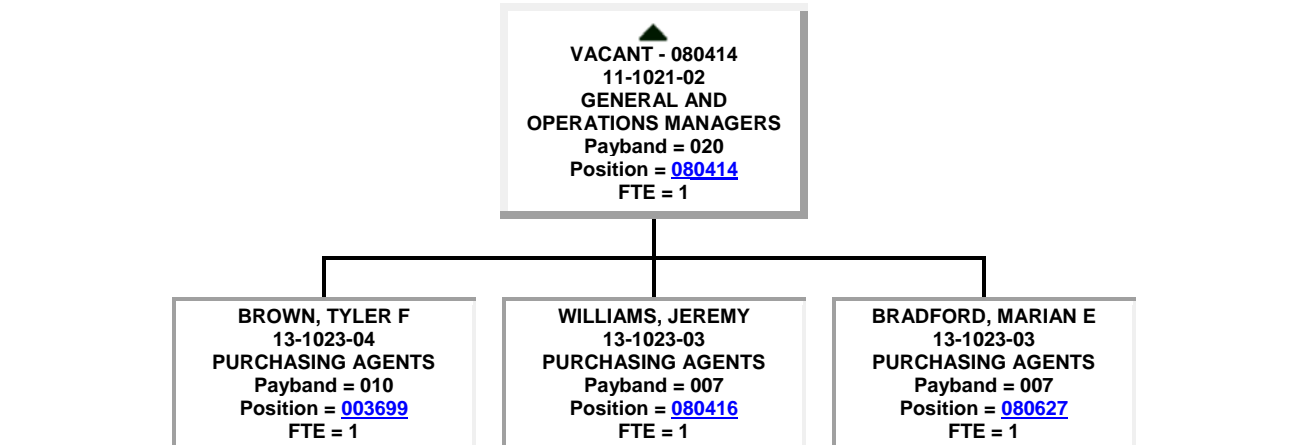 VACANT - 080414
11-1021-02
GENERAL AND
OPERATIONS MANAGERS
Payband = 020
Position = 080414
FTE = 1
BROWN, TYLER F
13-1023-04
PURCHASING AGENTS
Payband = 010
Position = 003699
FTE = 1
WILLIAMS, JEREMY
13-1023-03
PURCHASING AGENTS
Payband = 007
Position = 080416
FTE = 1
BRADFORD, MARIAN E
13-1023-03
PURCHASING AGENTS
Payband = 007
Position = 080627
FTE = 1